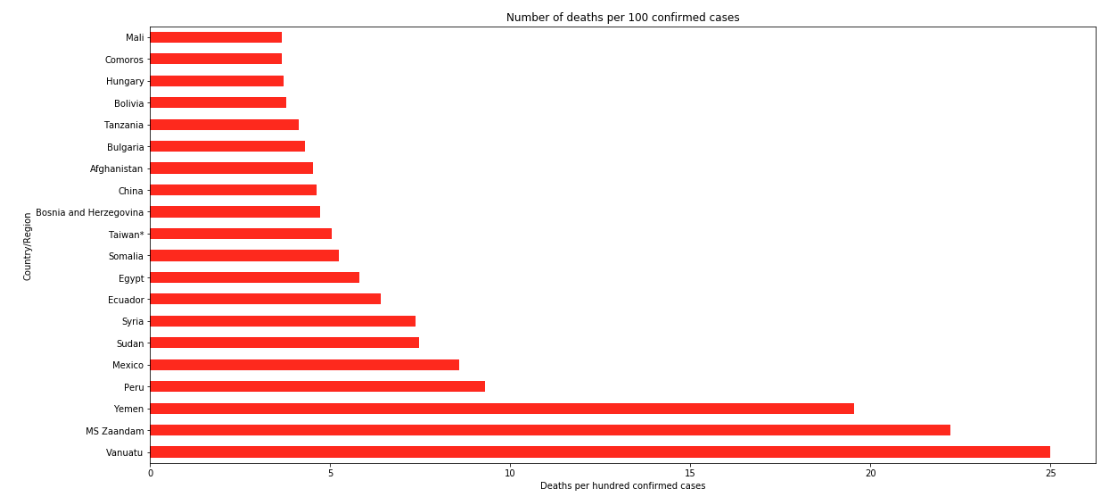 Number of deaths per 100 confirmed cases
Mali
Comoros
Hungary
Bolivia
Tanzania
Bulgaria
Afghanistan
China
Bosnia and Herzegovina
Taiwan*
Somalia
Egypt
Ecuador
Syria
Sudan
Mexico
Peru
Yemen
MS Zaandam
Vanuatu
Country/Region
0 5 10 15 20 25
Deaths per hundred confirmed cases